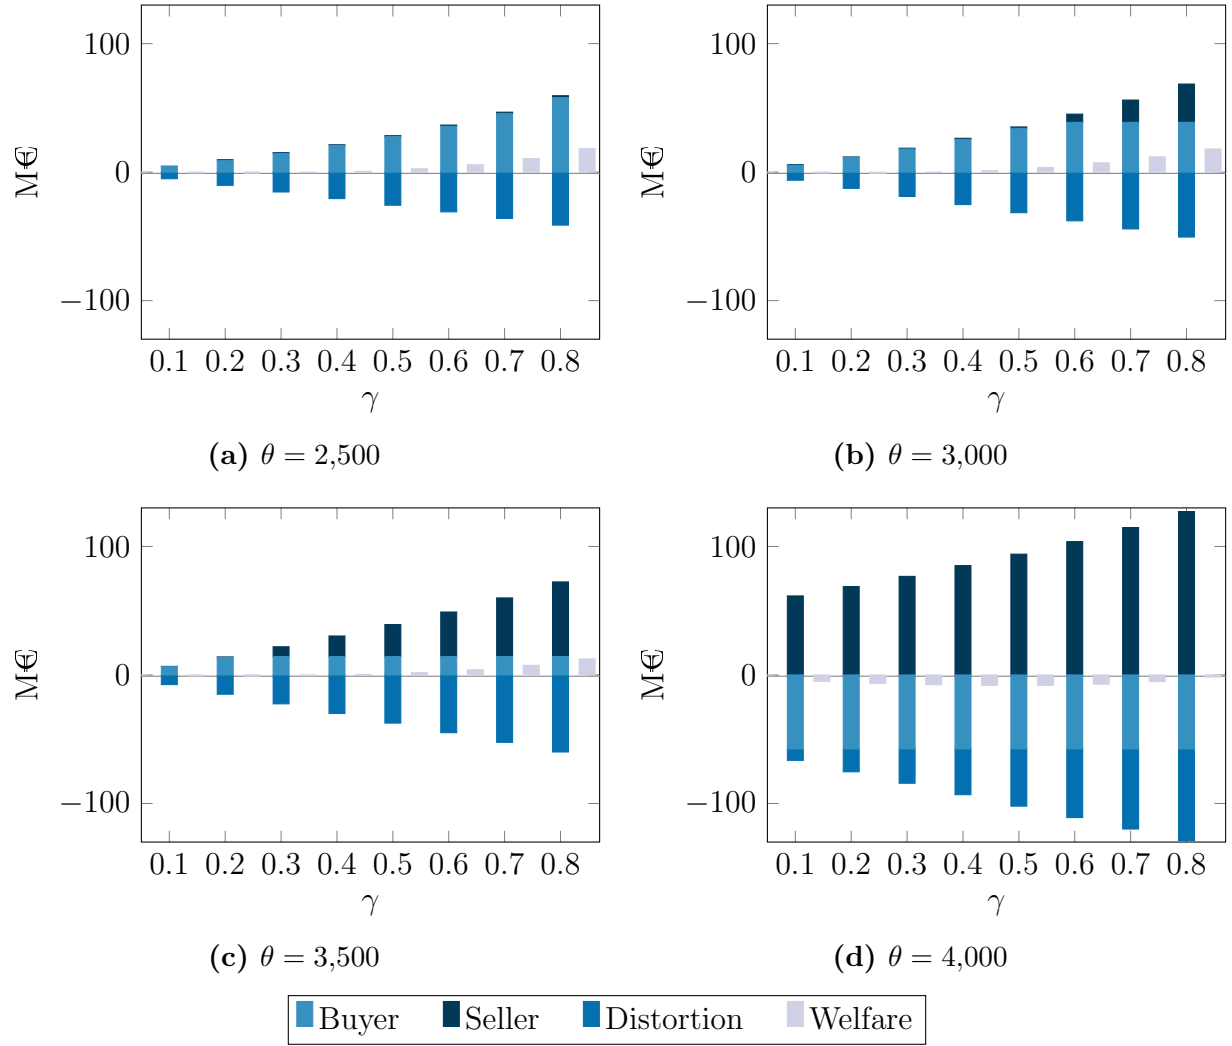 100
0
−100
M€
0.1 0.2 0.3 0.4 0.5 0.6 0.7 0.8
γ
(a) θ = 2,500
100
0
−100
M€
0.1 0.2 0.3 0.4 0.5 0.6 0.7 0.8
γ
(b) θ = 3,000
100
0
−100
M€
0.1 0.2 0.3 0.4 0.5 0.6 0.7 0.8
γ
(c) θ = 3,500
100
0
−100
M€
0.1 0.2 0.3 0.4 0.5 0.6 0.7 0.8
γ
(d) θ = 4,000
Buyer Seller Distortion Welfare